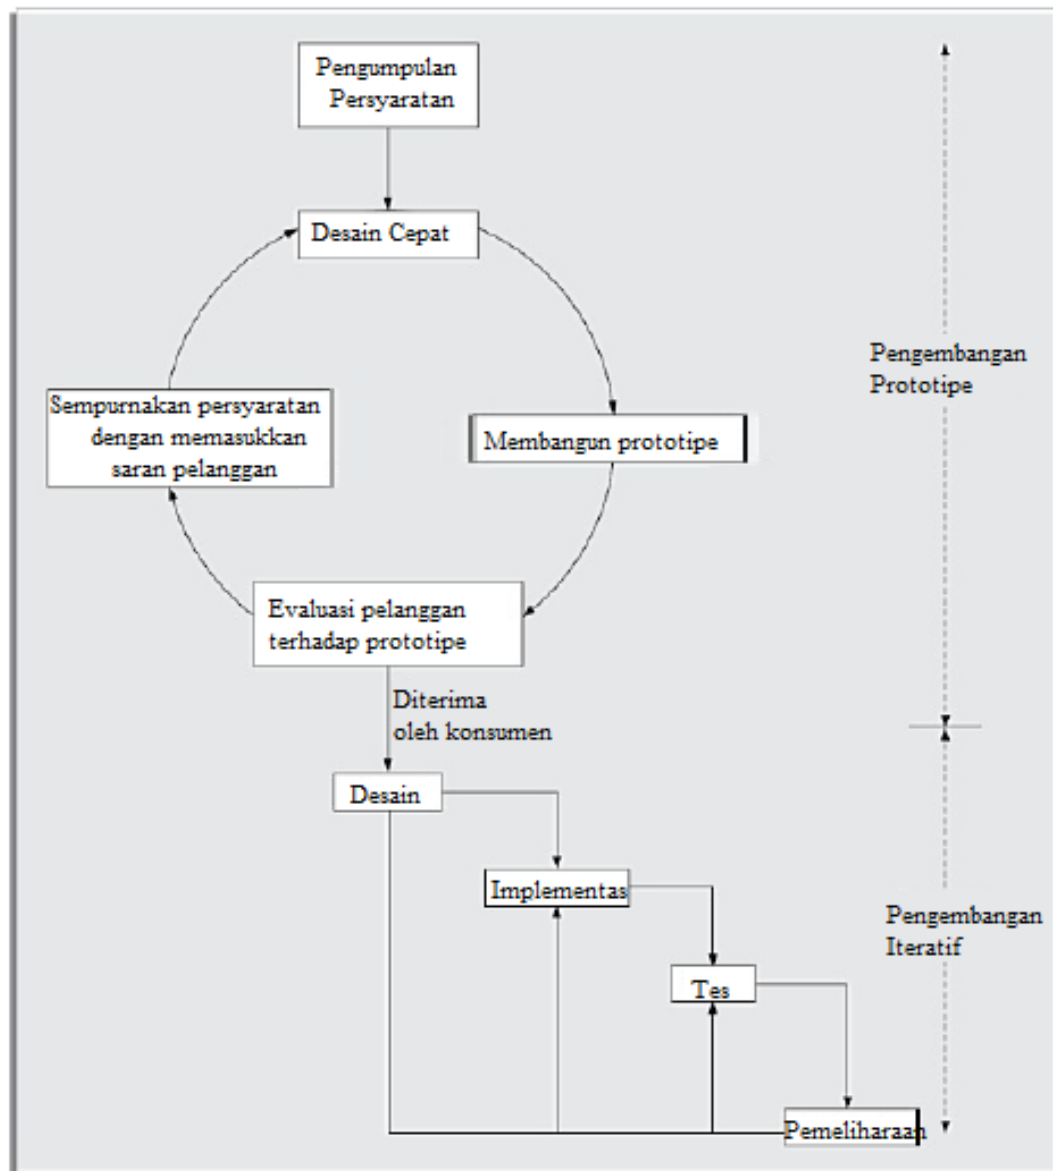 Pengumpulan
Persyaratan
Desain Cepat
Pengembangan
Prototipe
Sempurnakan persyaratan
dengan memasukkan
saran pelanggan
Membangun prototipe
Evaluasi pelanggan
terhadap prototipe
Diterima
oleh konsumen
Desain
Implementas
Pengembangan
Iteratif
Tes
Pemeliharaan